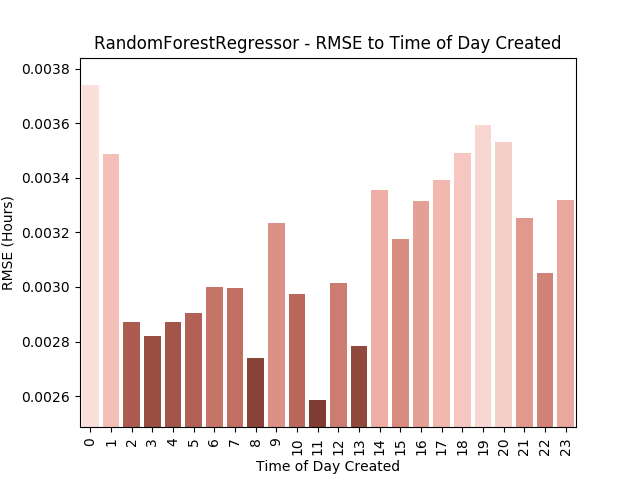 RandomForestRegressor - RMSE to Time of Day Created
0.0038
0.0036
0.0034
0.0032
0.0030
0.0028
0.0026
RMSE (Hours)
0 1 2 3 4 5 6 7 8 9 10 11 12 13 14 15 16 17 18 19 20 21 22 23
Time of Day Created